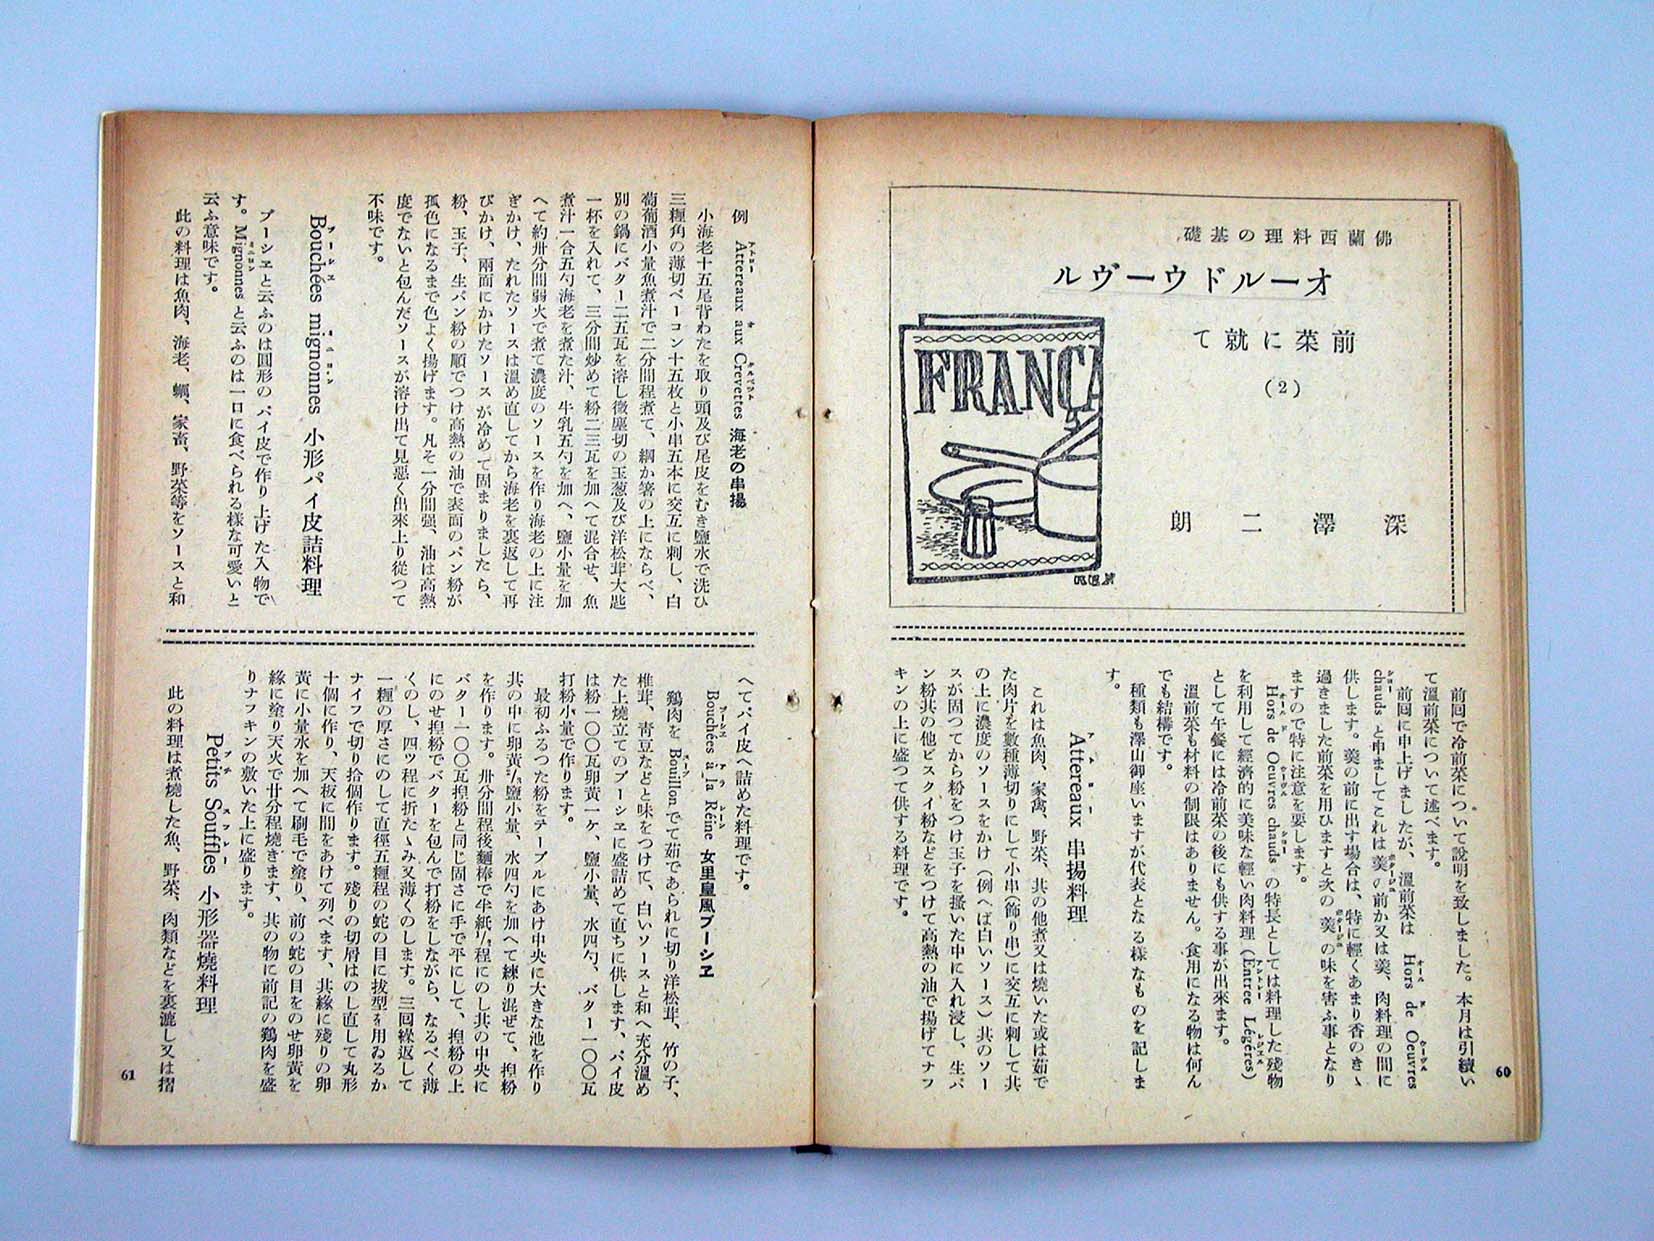 佛蘭西料理の基礎
オールドウーヴル
前菜に就て
(2)
深澤二朗
FRANÇA
前囘で冷前菜について說明を致しました。本月は引續い
て溫前菜について述べます。
前囘に申上げましたが、溫前菜は Hors de Oeuvres
chauds と申しましてこれは羮の前か又は羮、肉料理の間に
供します。羮の前に出す場合は、特に輕くあまり香のきゝ
過きました前菜を用ひますと次の羮の味を害ふ事となり
ますので特に注意を要します。
Hors de Oeuvres chauds の特長としては料理した殘物
を利用して經濟的に美味な輕い肉料理(Entree Légéres)
として午餐には冷前菜の後にも供する事が出來ます。
溫前菜も材料の制限はありません。食用になる物は何ん
でも結構です。
種類も澤山御座いますが代表となる樣なものを記しま
す。
Attereaux 串揚料理
これは魚肉、家禽、野菜、其の他煮又は燒いた或は茹で
た肉片を數種薄切りにして小串(飾り串)に交互に刺して其
の上に濃度のソースをかけ(例へば白いソース)其のソー
スが固つてから粉をつけ玉子を搔いた中に入れ浸し、生パ
ン粉其の他ビスクイ粉などをつけて高熱の油で揚げてナフ
キンの上に盛つて供する料理です。
60
例 Attereaux aux Crevettes 海老の串揚
小海老十五尾背わたを取り頭及び尾皮をむき鹽水で洗ひ
三糎角の薄切ベーコン十五枚と小串五本に交互に刺し、白
葡萄酒小量魚煮汁で二分間程煮て、綱か簀の上にならべ、
別の鍋にバター二五瓦を溶し微塵切の玉葱及び洋松茸大匙
一杯を入れて、三分間炒めて粉二三瓦を加へて混合せ、魚
煮汁一合五勺海老を煮た汁、牛乳五勺を加へ、鹽小量を加
へて約卅分間弱火で煮て濃度のソースを作り海老の上に注
ぎかけ、たれたソースは溫め直してから海老を裏返して再
びかけ、兩面にかけたソースが冷めて固まりましたら、
粉、玉子、生パン粉の順でつけ高熱の油で表面のパン粉が
孤色になるまで色よく揚げます。凡そ一分間强、油は高熱
度でないと包んだソースが溶け出て見惡く出來上り從つて
不味です。
Bouchées mignonnes 小形パイ皮詰料理
ブーシエと云ふのは圓形のパイ皮で作り上げた入物で
す。Mignonnes と云ふのは一口に食べられる樣な可愛いと
云ふ意味です。
此の料理は魚肉、海老、蠣、家畜、野菜等をソースと和
へてパイ皮へ詰めた料理です。
Bouchées à la Réine 女里皇風ブーシエ
鷄肉を Bouillon でて茹であられに切り洋松茸、竹の子、
椎茸、靑豆などと味をつけて、白いソースと和へ充分溫め
た上燒立てのブーシエに盛詰めて直ちに供します、パイ皮
は粉一〇〇瓦卵黃一ケ、鹽小量、水四勺、バター一〇〇瓦
打粉小量で作ります。
最初ふるつた粉をテーブルにあけ中央に大きな池を作り
其の中に卵黃⅓鹽小量、水四勺を加へて練り混ぜて、揑粉
を作ります。卅分間程後麵棒で半紙½程にのし其の中央に
バター一〇〇瓦揑粉と同じ固さに手で平にして、揑粉の上
にのせ揑粉でバターを包んで打粉をしながら、なるべく薄
くのし、四ツ程に折たゝみ又薄くのします。三囘繰返して
一糎の厚さにのして直徑五糎程の蛇の目に拔型を用ゐるか
ナイフで切り拾個作ります。殘りの切屑はのし直して丸形
十個に作り、天板に間をあけて列べます、其緣に殘りの卵
黃に小量水を加へて刷毛で塗り、前の蛇の目をのせ卵黃を
緣に塗り天火で廿分程燒きます、其の物に前記の鷄肉を盛
りナフキンの敷いた上に盛ります。
Petits Souffles 小形器燒料理
此の料理は煮燒した魚、野菜、肉類などを裏漉し又は摺
61